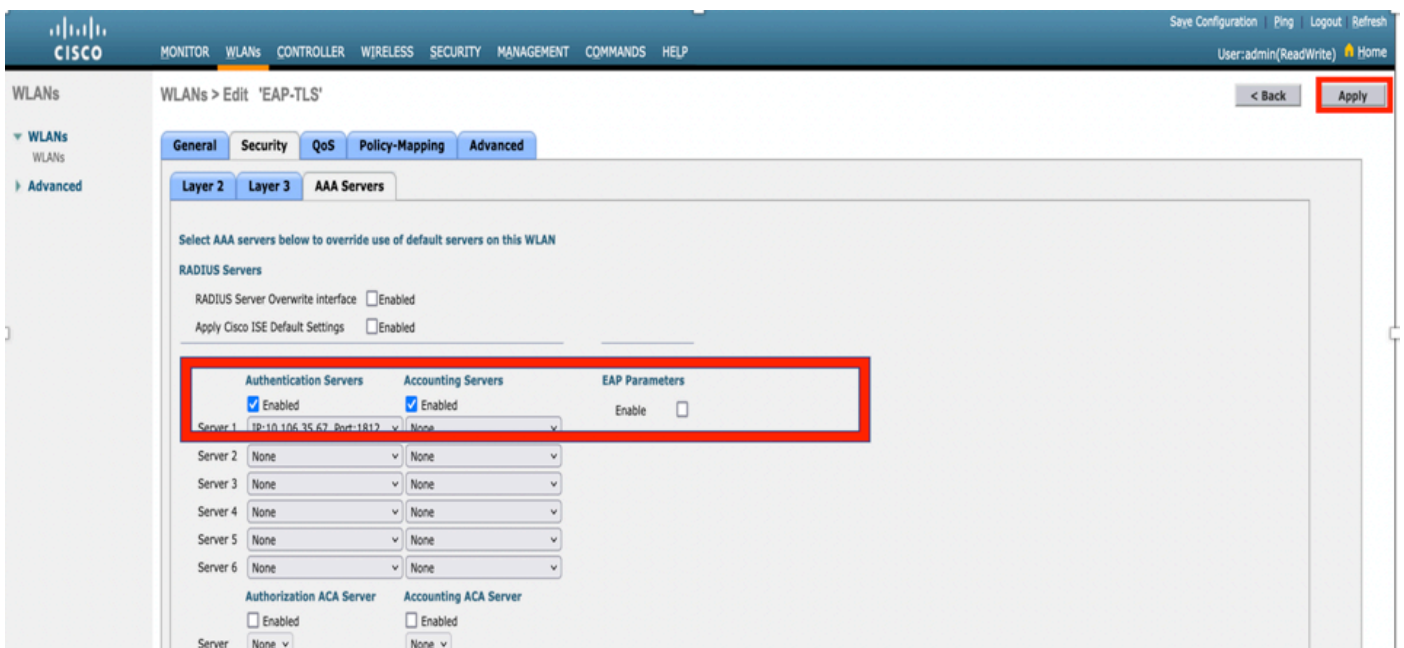 Save Configuration | Ping | Logout | Refresh
CISCO MONITOR WLANs CONTROLLER WIRELESS SECURITY MANAGEMENT COMMANDS HELP User:admin(ReadWrite) Home
WLANs WLANs > Edit 'EAP-TLS' < Back Apply
WLANs General Security QoS Policy-Mapping Advanced
WLANs
Advanced Layer 2 Layer 3 AAA Servers
Select AAA servers below to override use of default servers on this WLAN
RADIUS Servers
RADIUS Server Overwrite interface Enabled
Apply Cisco ISE Default Settings Enabled
Authentication Servers Accounting Servers EAP Parameters
Enabled Enabled Enable
Server 1 IP:10.106.35.67, Port:1812 None
Server 2 None None
Server 3 None None
Server 4 None None
Server 5 None None
Server 6 None None
Authorization ACA Server Accounting ACA Server
Enabled Enabled
Server None None